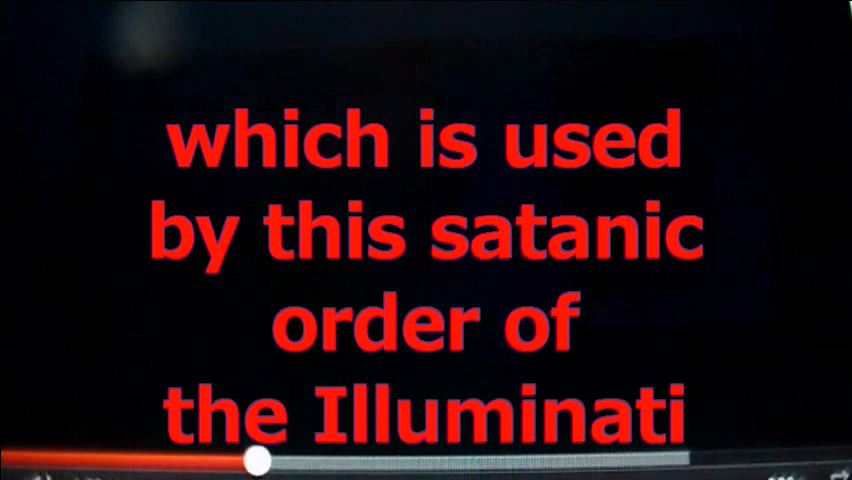 which is used
by this satanic
order of
the Illuminati